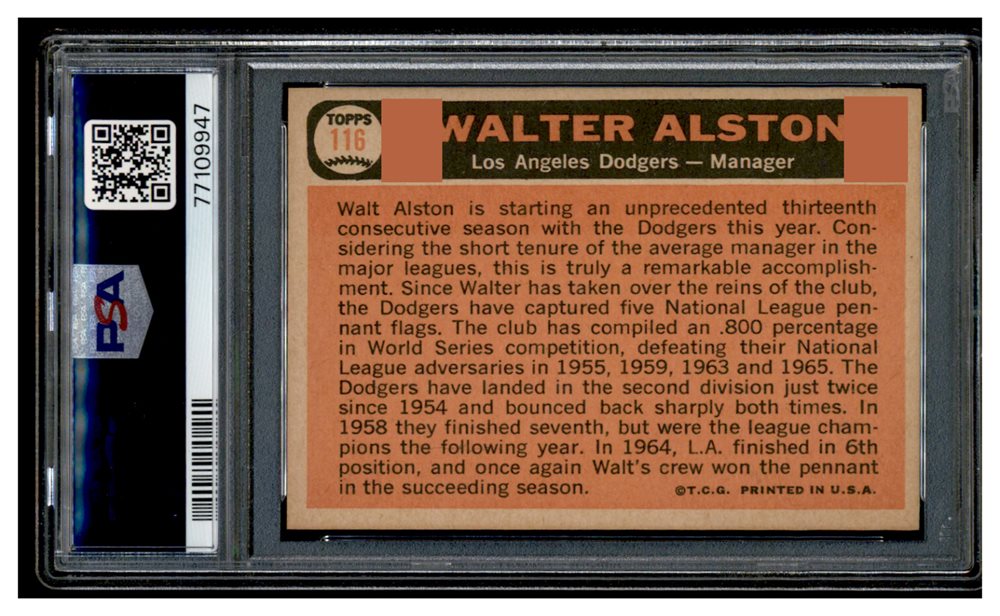 77109947
PSA
TOPPS
116
WALTER ALSTON
Los Angeles Dodgers — Manager
Walt Alston is starting an unprecedented thirteenth
consecutive season with the Dodgers this year. Con-
sidering the short tenure of the average manager in the
major leagues, this is truly a remarkable accomplish-
ment. Since Walter has taken over the reins of the club,
the Dodgers have captured five National League pen-
nant flags. The club has compiled an .800 percentage
in World Series competition, defeating their National
League adversaries in 1955, 1959, 1963 and 1965. The
Dodgers have landed in the second division just twice
since 1954 and bounced back sharply both times. In
1958 they finished seventh, but were the league cham-
pions the following year. In 1964, L.A. finished in 6th
position, and once again Walt's crew won the pennant
in the succeeding season.
©T.C.G. PRINTED IN U.S.A.